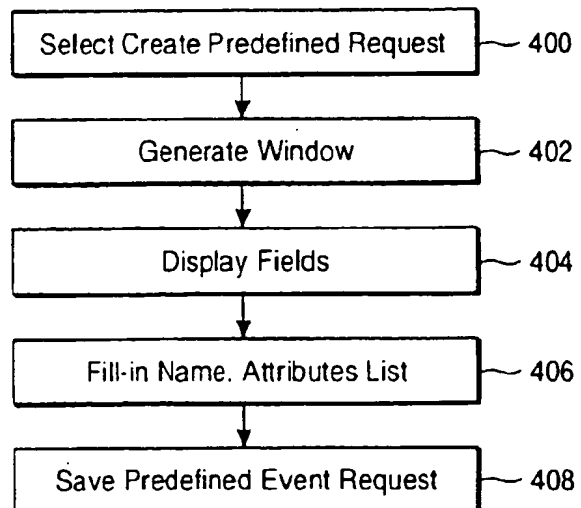 Select Create Predefined Request 400
Generate Window 402
Display Fields 404
Fill-in Name. Attributes List 406
Save Predefined Event Request 408